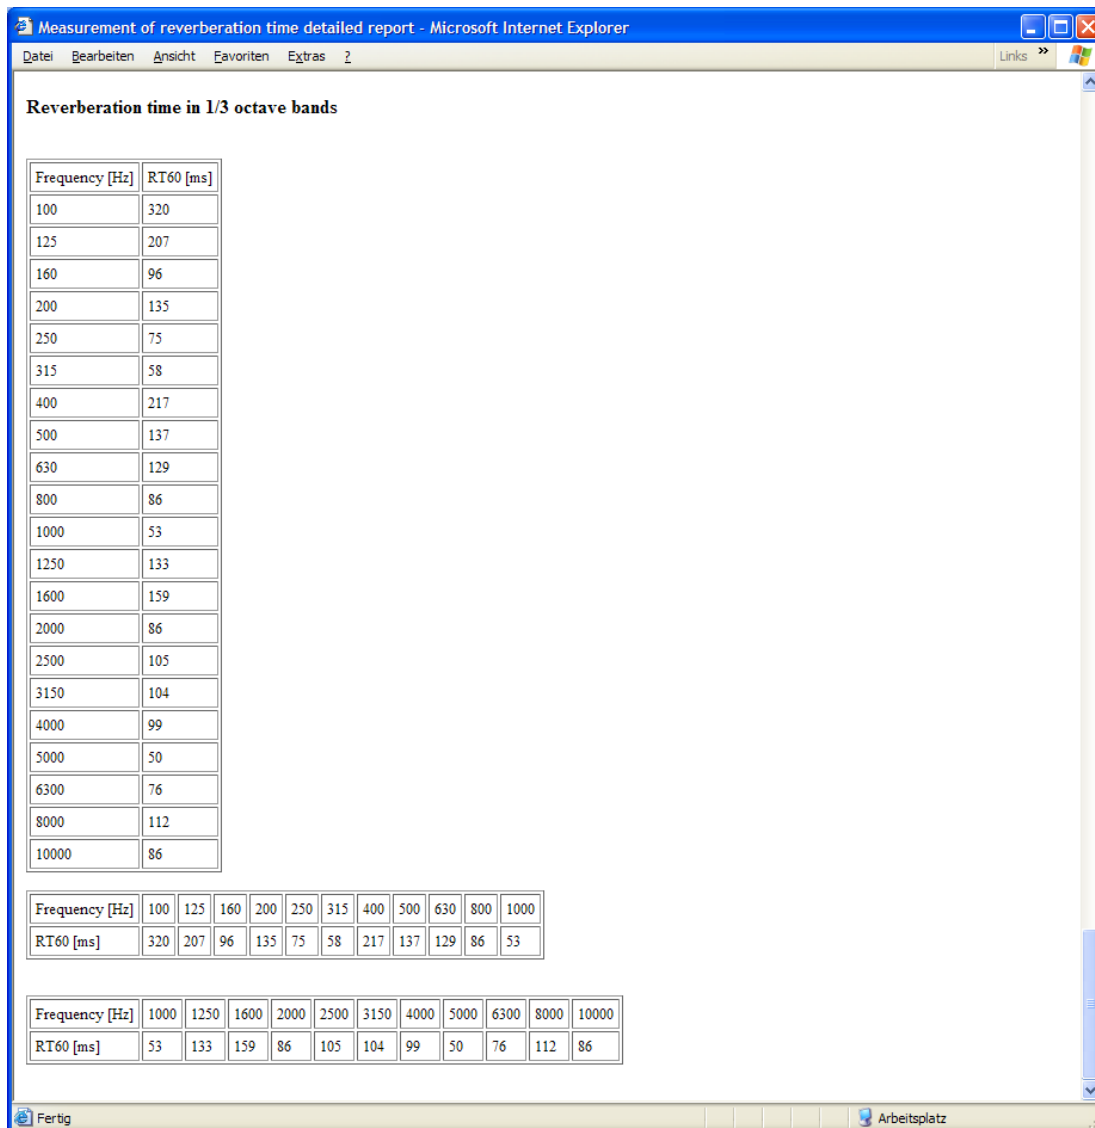 Measurement of reverberation time detailed report - Microsoft Internet Explorer
Datei Bearbeiten Ansicht Favoriten Extras ? Links »
Reverberation time in 1/3 octave bands
Frequency [Hz] RT60 [ms]
100 320
125 207
160 96
200 135
250 75
315 58
400 217
500 137
630 129
800 86
1000 53
1250 133
1600 159
2000 86
2500 105
3150 104
4000 99
5000 50
6300 76
8000 112
10000 86
Frequency [Hz] 100 125 160 200 250 315 400 500 630 800 1000
RT60 [ms] 320 207 96 135 75 58 217 137 129 86 53
Frequency [Hz] 1000 1250 1600 2000 2500 3150 4000 5000 6300 8000 10000
RT60 [ms] 53 133 159 86 105 104 99 50 76 112 86
Fertig Arbeitsplatz